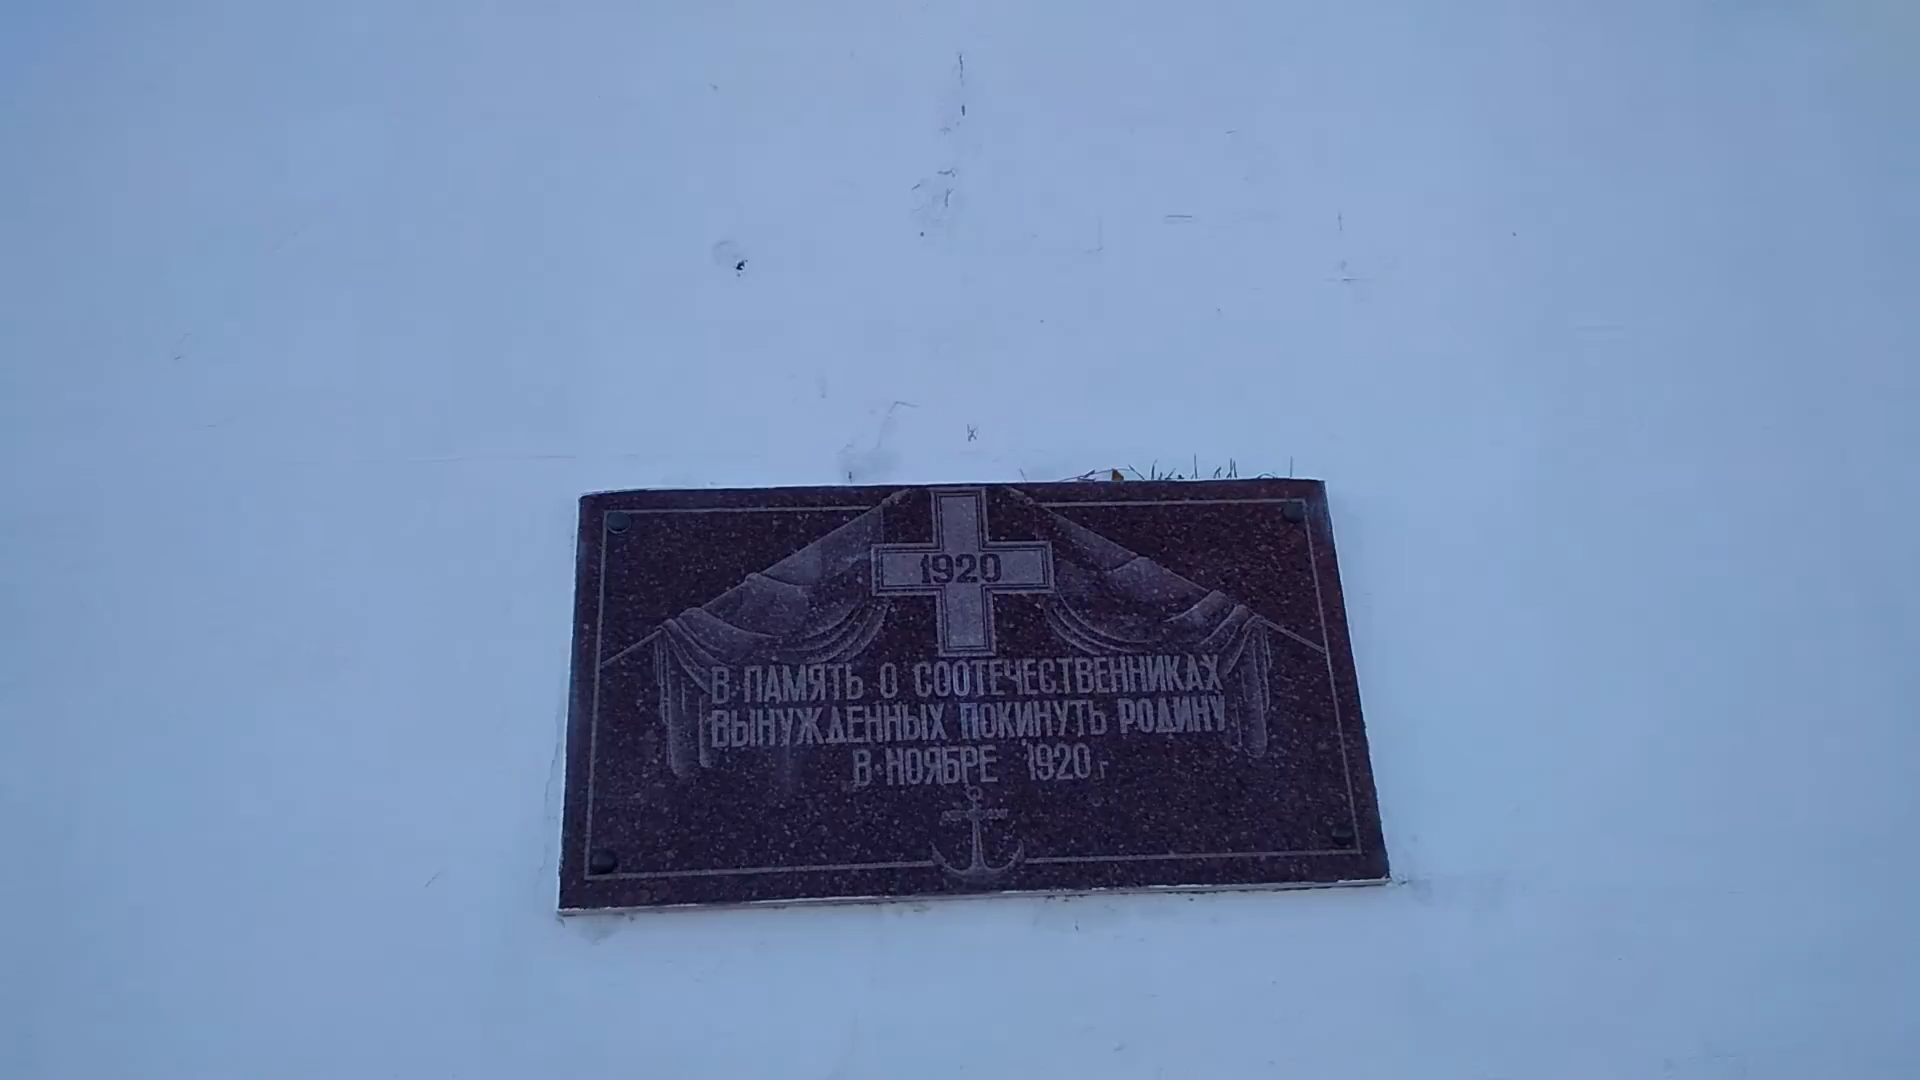 1920
В ПАМЯТЬ О СООТЕЧЕСТВЕННИКАХ
ВЫНУЖДЕННЫХ ПОКИНУТЬ РОДИНУ
В НОЯБРЕ 1920 г